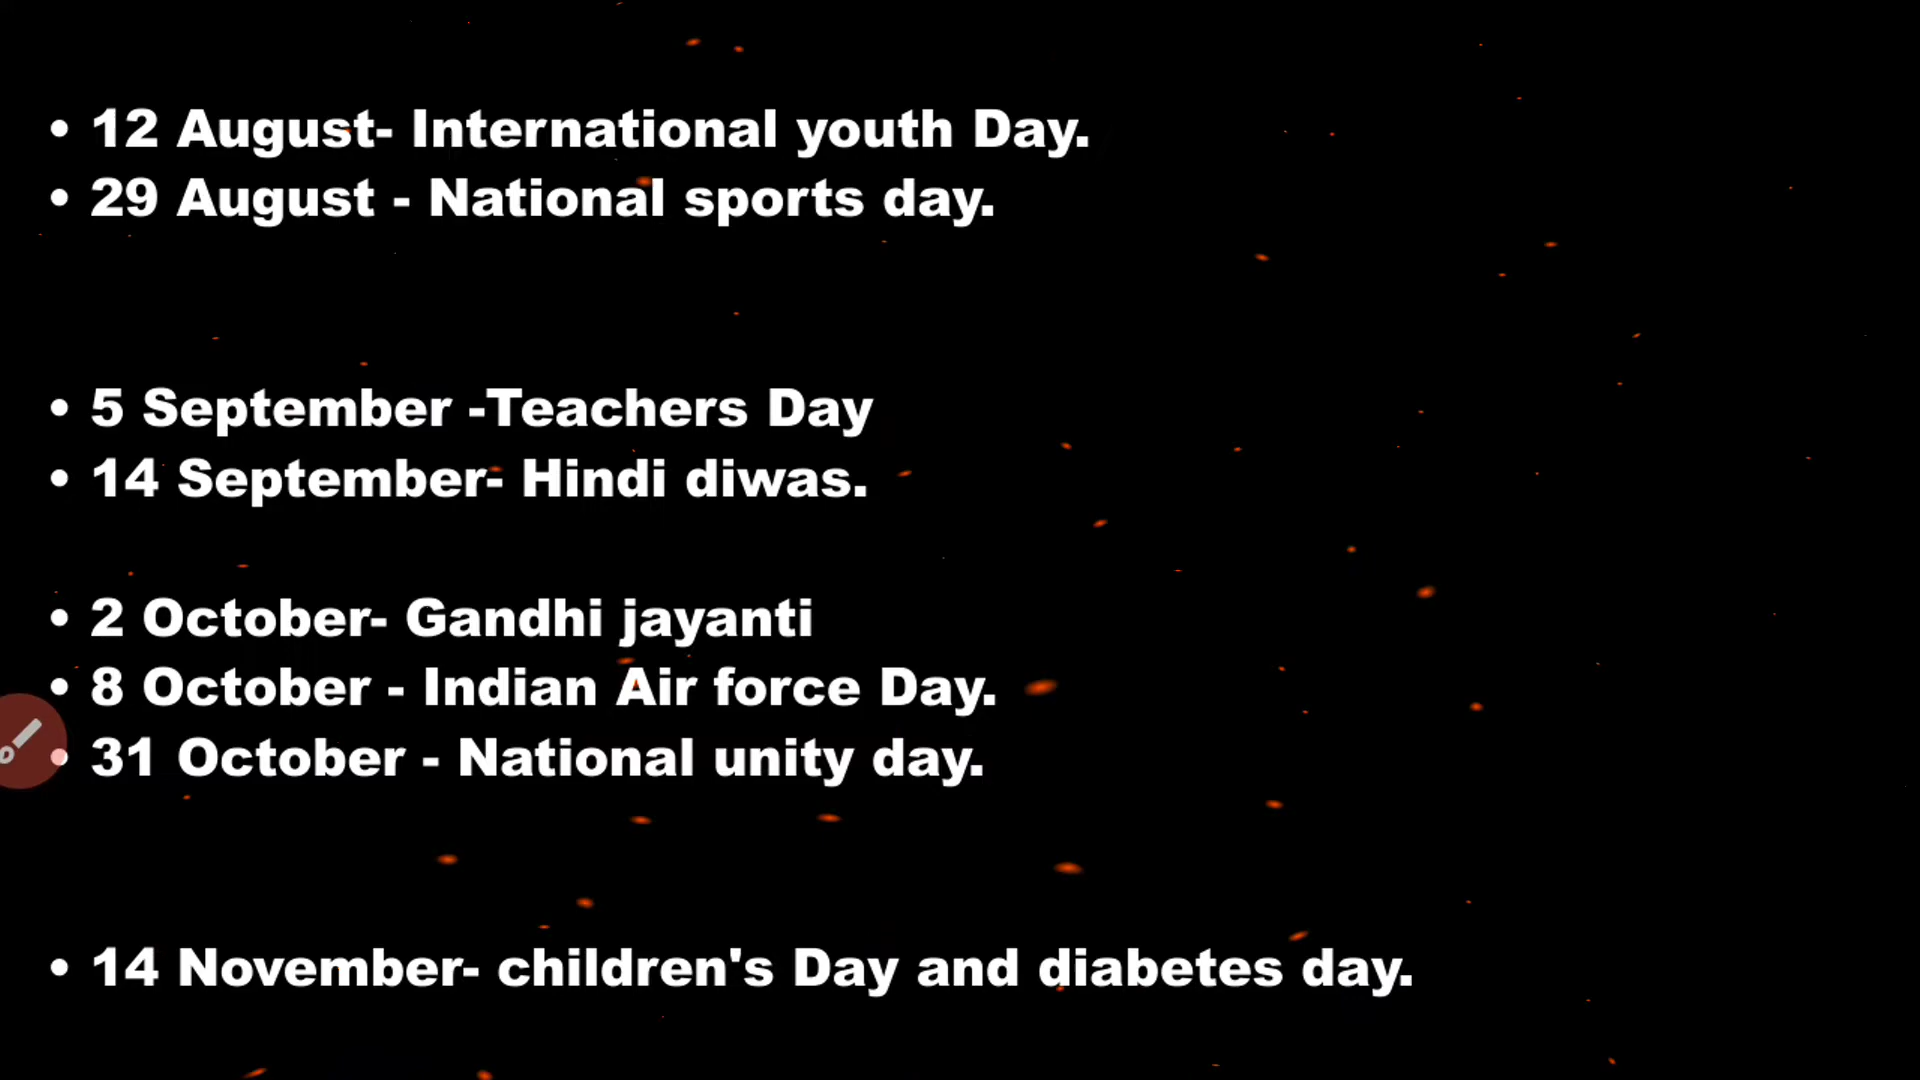 • 12 August- International youth Day.
• 29 August - National sports day.
• 5 September -Teachers Day
• 14 September- Hindi diwas.
• 2 October- Gandhi jayanti
• 8 October - Indian Air force Day.
• 31 October - National unity day.
• 14 November- children's Day and diabetes day.